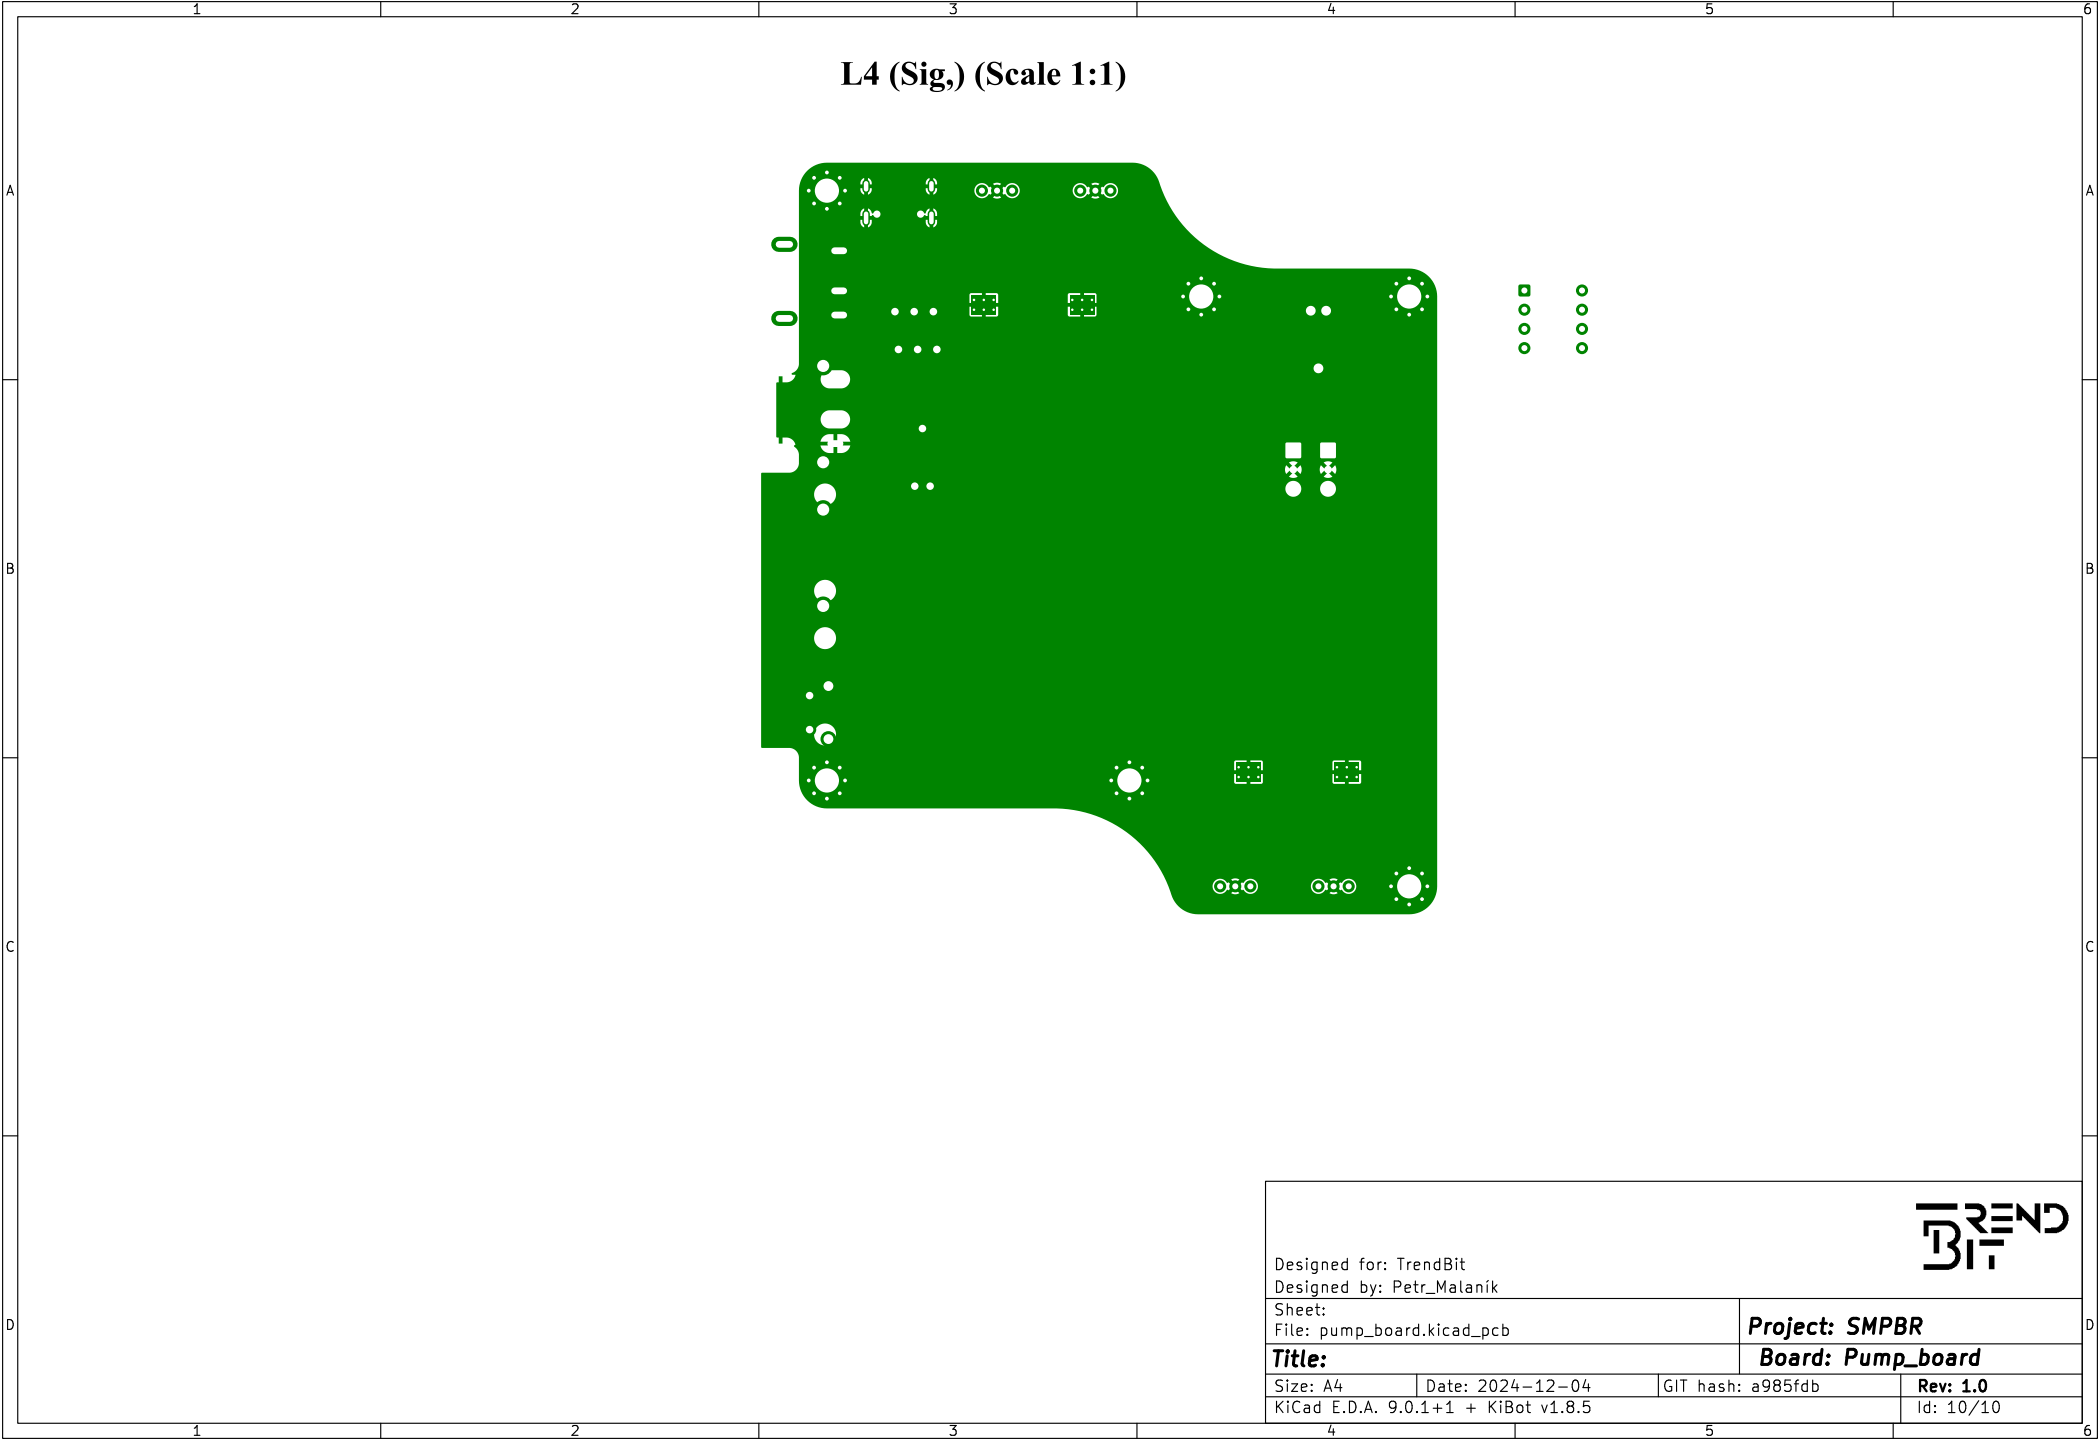 1 2 3 4 5 6
L4 (Sig,) (Scale 1:1)
A A
B B
C C
TREND
BIT
Designed for: TrendBit
Designed by: Petr_Malaník
Sheet:
File: pump_board.kicad_pcb
Project: SMPBR
D D
Title:
Board: Pump_board
Size: A4
Date: 2024-12-04
GIT hash: a985fdb
Rev: 1.0
KiCad E.D.A. 9.0.1+1 + KiBot v1.8.5
Id: 10/10
1 2 3 4 5 6